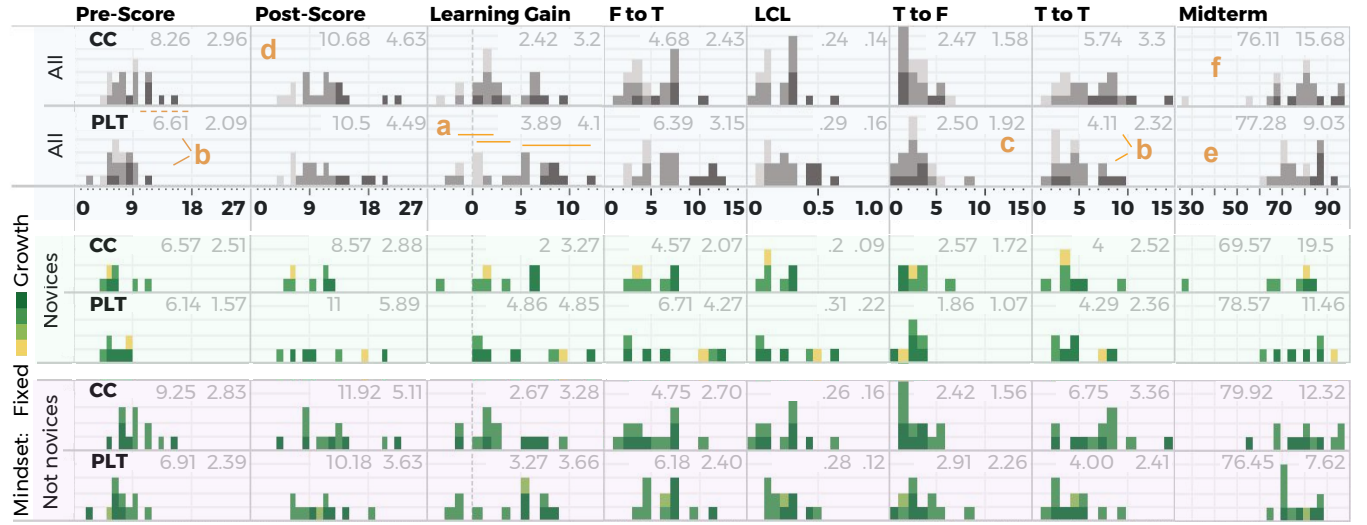 Pre-Score Post-Score Learning Gain F to T LCL T to F T to T Midterm
All CC 8.26 2.96 d 10.68 4.63 2.42 3.2 4.68 2.43 .24 .14 2.47 1.58 5.74 3.3 76.11 15.68 f
All PLT 6.61 2.09 b 10.5 4.49 a 3.89 4.1 6.39 3.15 .29 .16 2.50 1.92 c 4.11 2.32 b 77.28 9.03 e
0 9 18 27 0 9 18 27 0 5 10 0 5 10 15 0 0.5 1.0 0 5 10 15 0 5 10 15 30 50 70 90
Mindset: Fixed Growth
Novices
CC 6.57 2.51 8.57 2.88 2 3.27 4.57 2.07 .2 .09 2.57 1.72 4 2.52 69.57 19.5
PLT 6.14 1.57 11 5.89 4.86 4.85 6.71 4.27 .31 .22 1.86 1.07 4.29 2.36 78.57 11.46
Not novices
CC 9.25 2.83 11.92 5.11 2.67 3.28 4.75 2.70 .26 .16 2.42 1.56 6.75 3.36 79.92 12.32
PLT 6.91 2.39 10.18 3.63 3.27 3.66 6.18 2.40 .28 .12 2.91 2.26 4.00 2.41 76.45 7.62